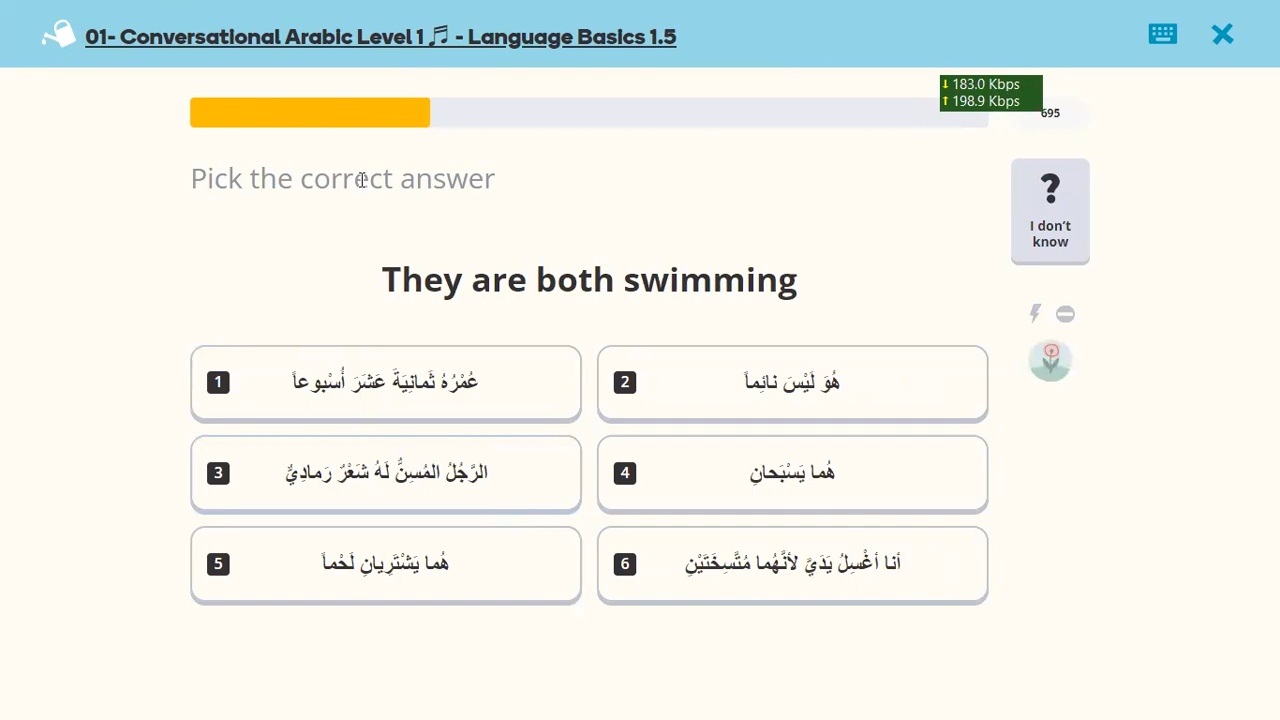 01- Conversational Arabic Level 1 🎵 - Language Basics 1.5
↓ 183.0 Kbps
↑ 198.9 Kbps
695
Pick the correct answer
?
I don't
know
They are both swimming
1 عُمْرُهُ ثَمانِيَةَ عَشَرَ أُسْبوعاً
2 هُوَ لَيْسَ نائِماً
3 الرَّجُلُ المُسِنُّ لَهُ شَعْرٌ رَمادِيٌّ
4 هُما يَسْبَحانِ
5 هُما يَشْتَرِيانِ لَحْماً
6 أنا أغْسِلُ يَدَيَّ لأنَّهُما مُتَّسِخَتَيْنِ